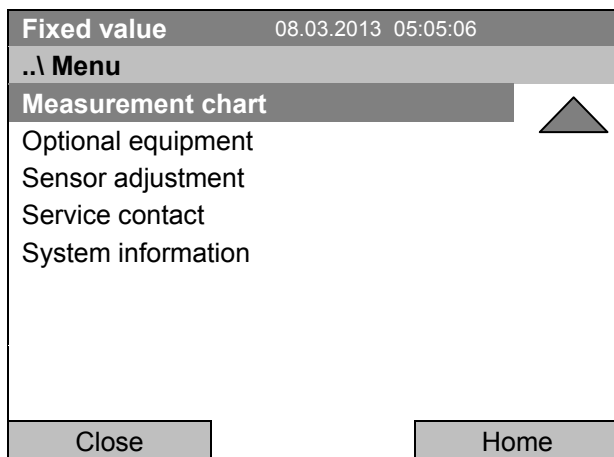 Fixed value 08.03.2013 05:05:06
..\ Menu
Measurement chart
Optional equipment
Sensor adjustment
Service contact
System information
Close Home